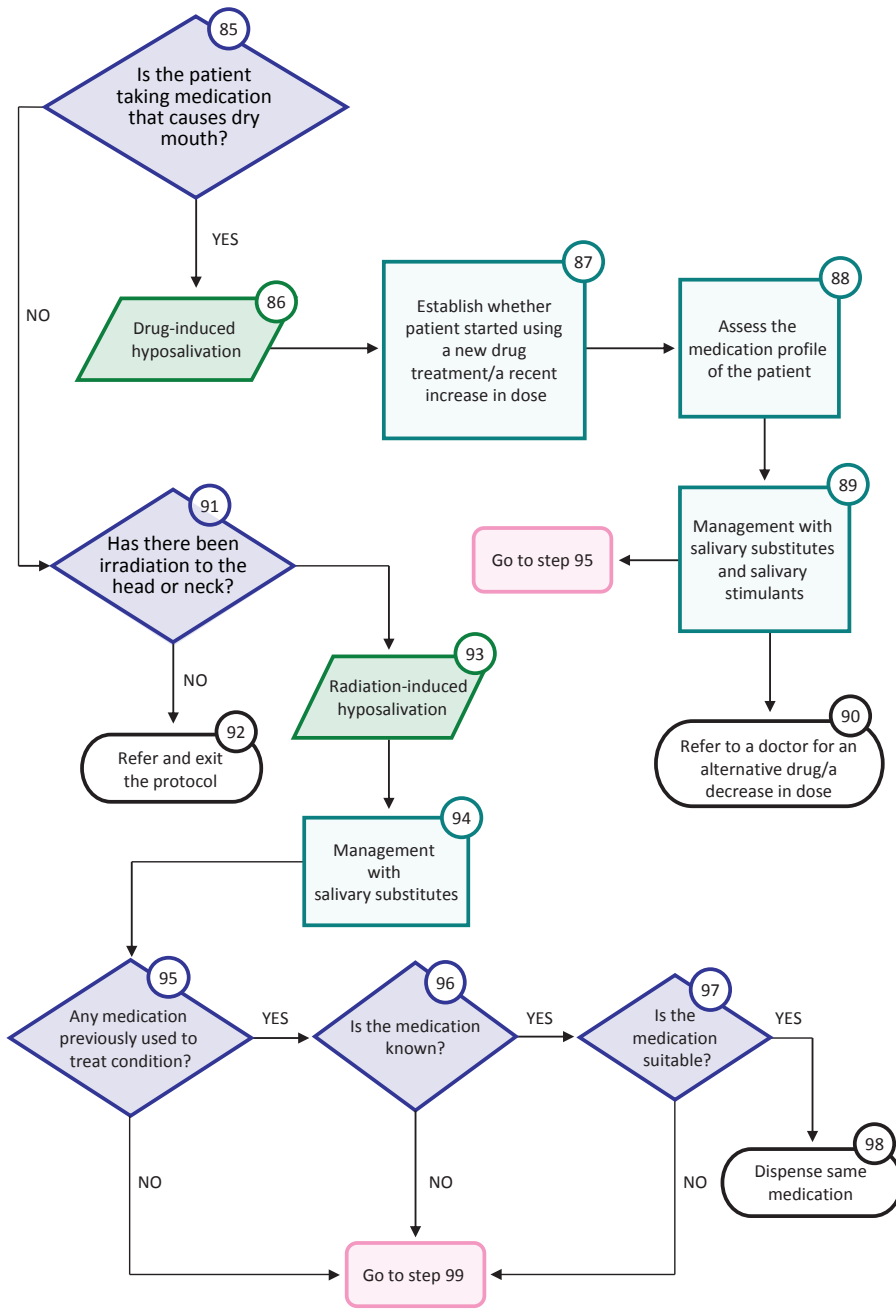 85
Is the patient
taking medication
that causes dry
mouth?
YES
NO
86
Drug-induced
hyposalivation
87
Establish whether
patient started using
a new drug
treatment/a recent
increase in dose
88
Assess the
medication profile
of the patient
89
Management with
salivary substitutes
and salivary
stimulants
Go to step 95
90
Refer to a doctor for an
alternative drug/a
decrease in dose
91
Has there been
irradiation to the
head or neck?
NO
92
Refer and exit
the protocol
93
Radiation-induced
hyposalivation
94
Management
with
salivary substitutes
95
Any medication
previously used to
treat condition?
YES
NO
96
Is the medication
known?
YES
NO
97
Is the
medication
suitable?
YES
NO
98
Dispense same
medication
Go to step 99